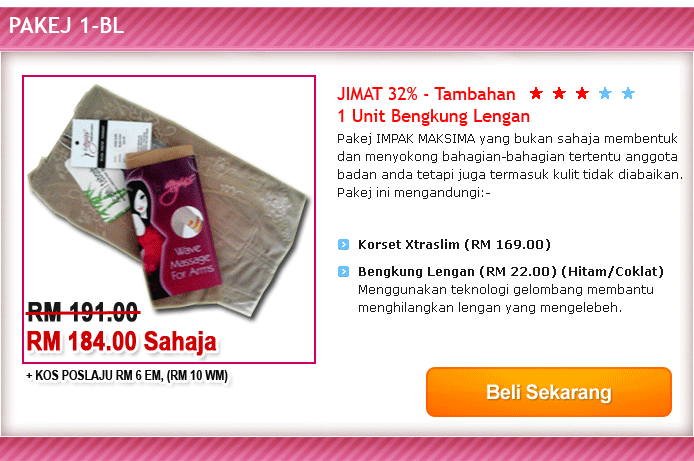 PAKEJ 1-BL
JIMAT 32% - Tambahan
1 Unit Bengkung Lengan
Pakej IMPAK MAKSIMA yang bukan sahaja membentuk
dan menyokong bahagian-bahagian tertentu anggota
badan anda tetapi juga termasuk kulit tidak diabaikan.
Pakej ini mengandungi:-
Korset Xtraslim (RM 169.00)
Bengkung Lengan (RM 22.00) (Hitam/Coklat)
Menggunakan teknologi gelombang membantu
menghilangkan lengan yang mengelebeh.
Wave
Massage
For Arms
RM 191.00
RM 184.00 Sahaja
+ KOS POSLAJU RM 6 EM, (RM 10 WM)
Beli Sekarang